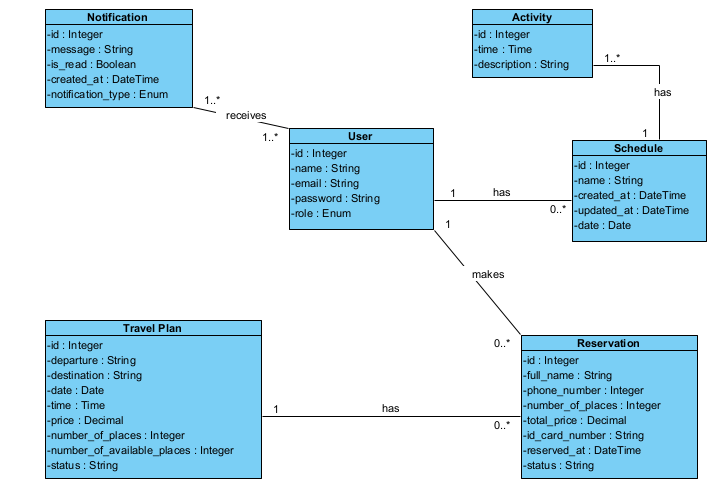 Notification
-id : Integer
-message : String
-is_read : Boolean
-created_at : DateTime
-notification_type : Enum
Activity
-id : Integer
-time : Time
-description : String
1..*
has
1
1..*
receives
1..*
User
-id : Integer
-name : String
-email : String
-password : String
-role : Enum
1
has
0..*
Schedule
-id : Integer
-name : String
-created_at : DateTime
-updated_at : DateTime
-date : Date
1
makes
0..*
Travel Plan
-id : Integer
-departure : String
-destination : String
-date : Date
-time : Time
-price : Decimal
-number_of_places : Integer
-number_of_available_places : Integer
-status : String
1
has
0..*
Reservation
-id : Integer
-full_name : String
-phone_number : Integer
-number_of_places : Integer
-total_price : Decimal
-id_card_number : String
-reserved_at : DateTime
-status : String